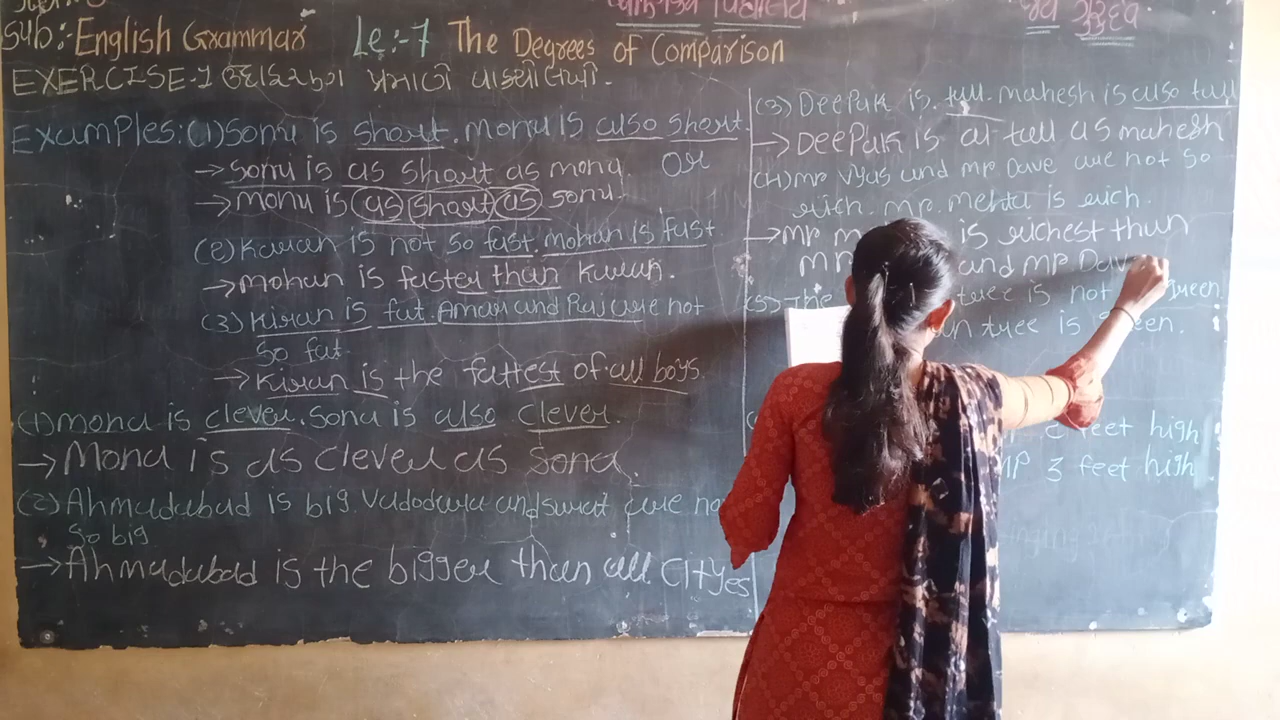 જય ગુરુદેવ
Sub:- English Grammar Le:-7 The Degrees of Comparison
EXERCISE-1 ઉદાહરણ પ્રમાણે વાક્યો લખો.
Examples: (1) Sonu is short. Monu is also short.
→ Sonu is as short as monu. Or
→ monu is as short as sonu.
(2) Karan is not so fast. mohan is fast.
→ mohan is faster than Karan.
(3) Kiran is fat. Amar and Raj are not
so fat.
→ Kiran is the fattest of all boys.
(1) Mona is clever. Sona is also clever.
→ Mona is as clever as Sona.
(2) Ahmadabad is big. Vadodara and surat are no
So big
→ Ahmadabad is the bigger than all Cityes
(3) Deepak is tall. mahesh is also tall
→ Deepak is as tall as mahesh
(4) mr vyas and mr Dave are not so
rich. mr. mehta is rich.
→ mr m is richest than
mr and mr Dave
(5) The tree is not green
tree is green.
feet high
3 feet high